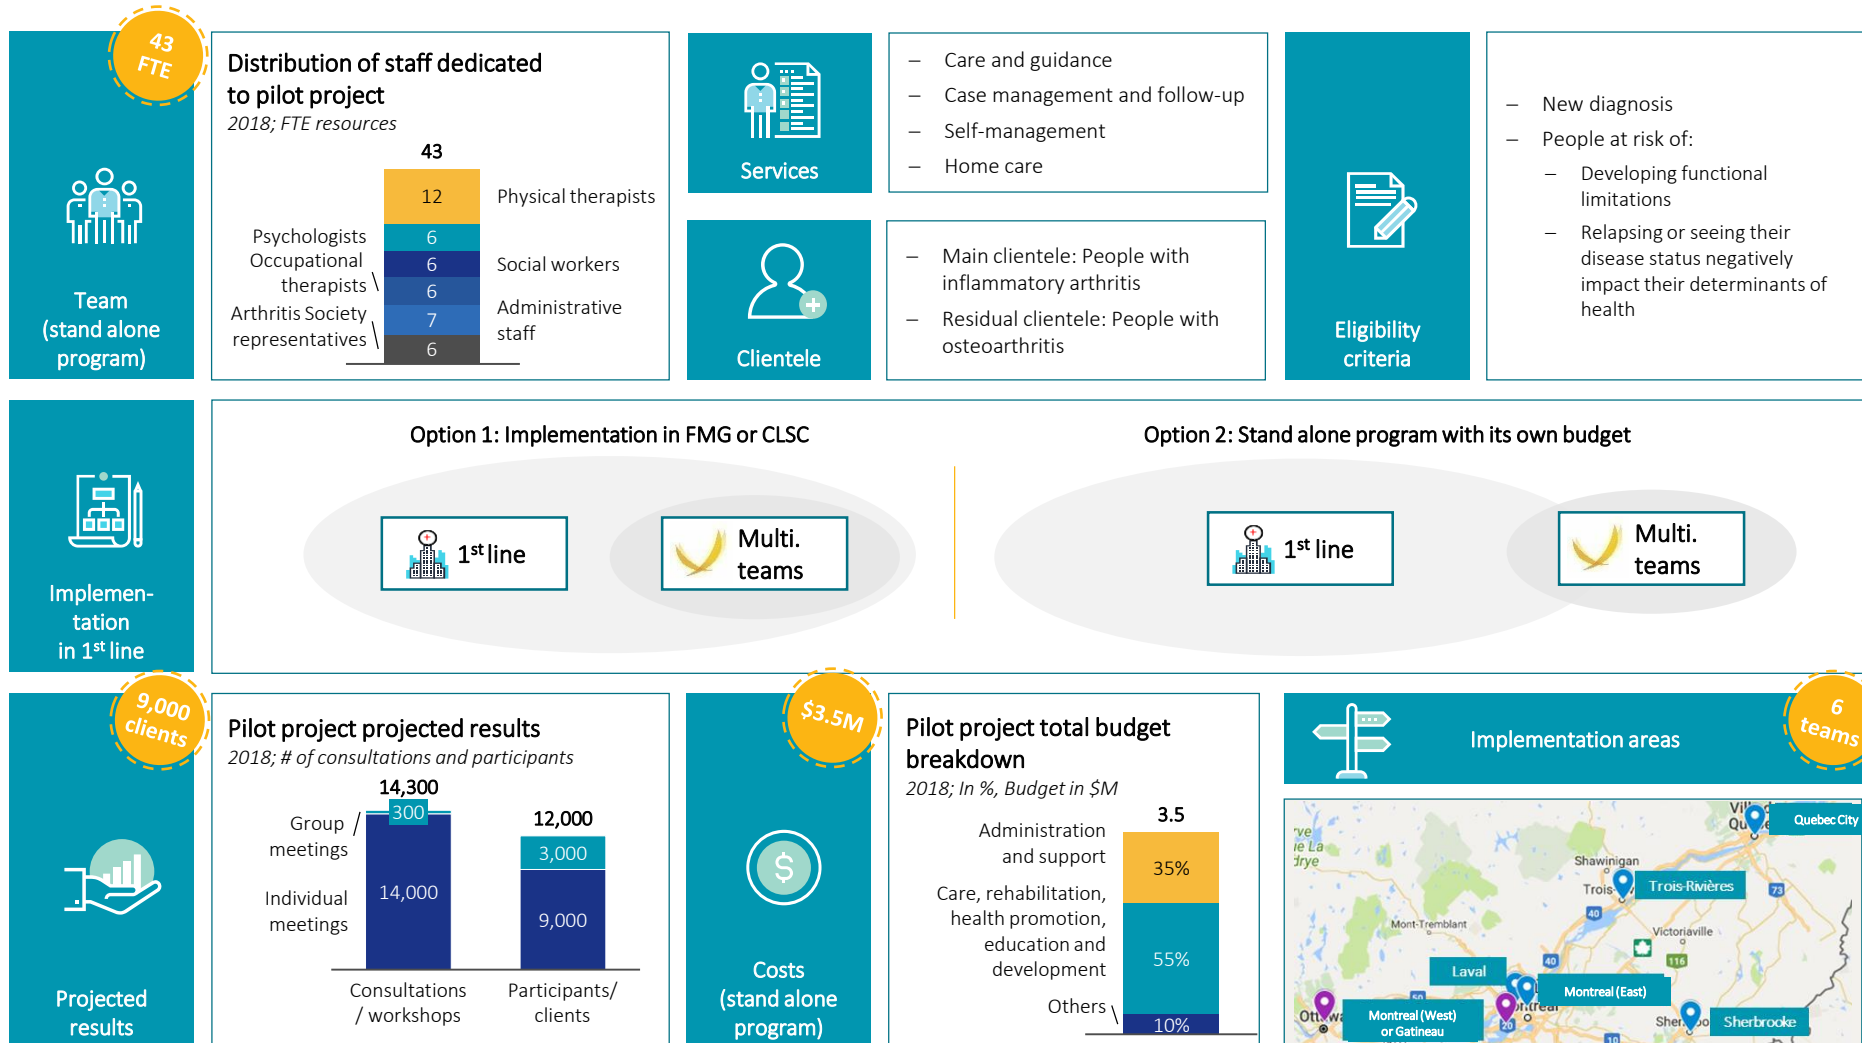 43
FTE
Team
(stand alone
program)
Distribution of staff dedicated
to pilot project
2018; FTE resources
43
12
Physical therapists
Psychologists
6
Occupational
therapists
6
Social workers
6
Arthritis Society
representatives
7
Administrative
staff
6
Services
– Care and guidance
– Case management and follow-up
– Self-management
– Home care
Clientele
– Main clientele: People with
inflammatory arthritis
– Residual clientele: People with
osteoarthritis
Eligibility
criteria
– New diagnosis
– People at risk of:
– Developing functional
limitations
– Relapsing or seeing their
disease status negatively
impact their determinants of
health
Implemen-
tation
in 1st line
Option 1: Implementation in FMG or CLSC
1st line
Multi.
teams
Option 2: Stand alone program with its own budget
1st line
Multi.
teams
9,000
clients
Projected
results
Pilot project projected results
2018; # of consultations and participants
14,300
300
Group
meetings
Individual
meetings
14,000
12,000
3,000
9,000
Consultations
/ workshops
Participants/
clients
$3.5M
$
Costs
(stand alone
program)
Pilot project total budget
breakdown
2018; In %, Budget in $M
3.5
Administration
and support
35%
Care, rehabilitation,
health promotion,
education and
development
55%
Others
10%
Implementation areas
6
teams
Quebec City
Shawinigan
Trois-Rivières
73
40
Mont-Tremblant
Victoriaville
116
40
Laval
Montreal (East)
50
Montreal (West)
or Gatineau
20
Sherbrooke
10